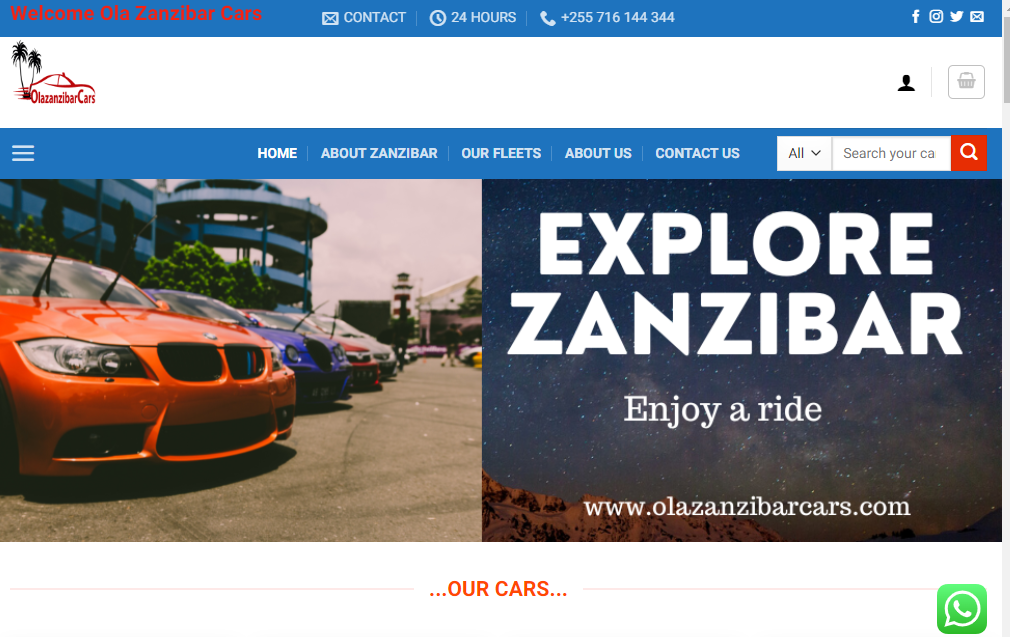 Welcome Ola Zanzibar Cars
CONTACT
24 HOURS
+255 716 144 344
OlazanzibarCars
HOME
ABOUT ZANZIBAR
OUR FLEETS
ABOUT US
CONTACT US
All
Search your ca
EXPLORE
ZANZIBAR
Enjoy a ride
www.olazanzibarcars.com
...OUR CARS...